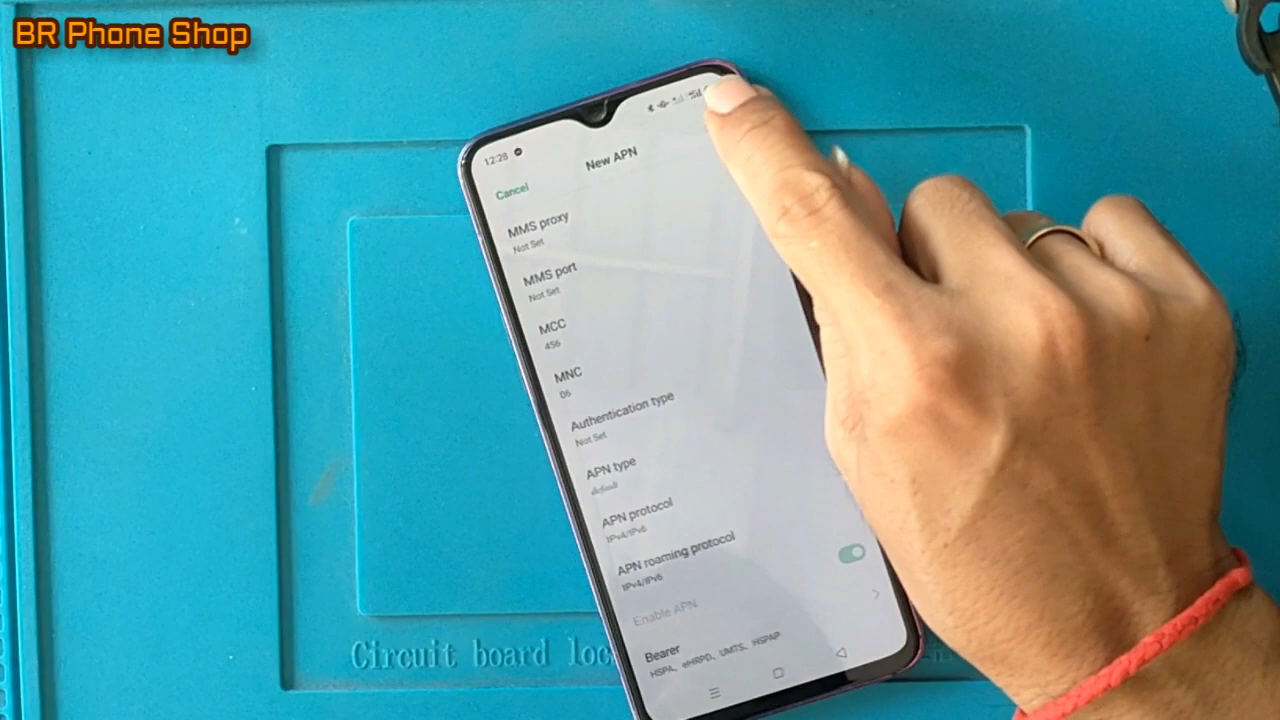 BR Phone Shop
12:28
New APN
Cancel
MMS proxy
Not Set
MMS port
Not Set
MCC
456
MNC
06
Authentication type
Not Set
APN type
default
APN protocol
IPv4/IPv6
APN roaming protocol
IPv4/IPv6
Enable APN
Bearer
HSPA、eHRPD、UMTS、HSPAP
Circuit board